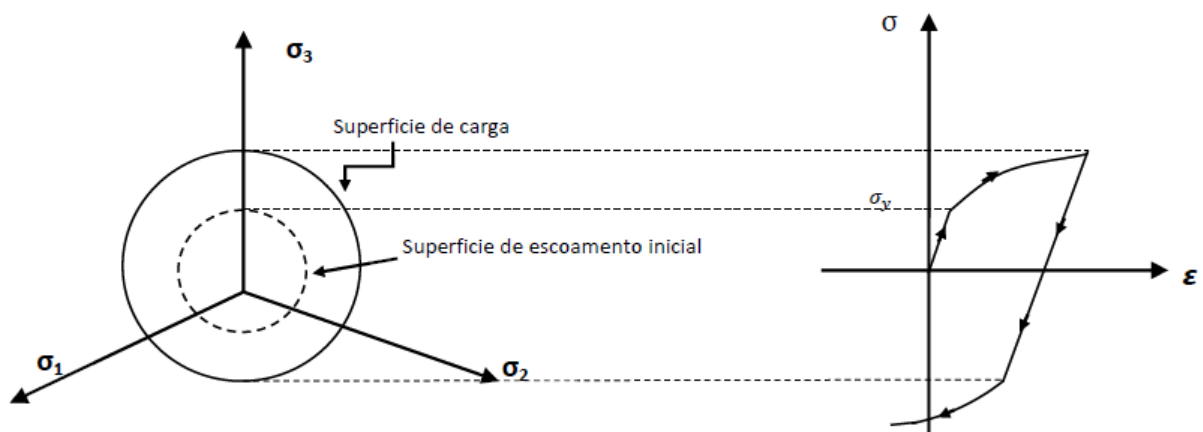 σ
σ₃
Superficie de carga
σy
Superficie de escoamento inicial
ε
σ₁
σ₂